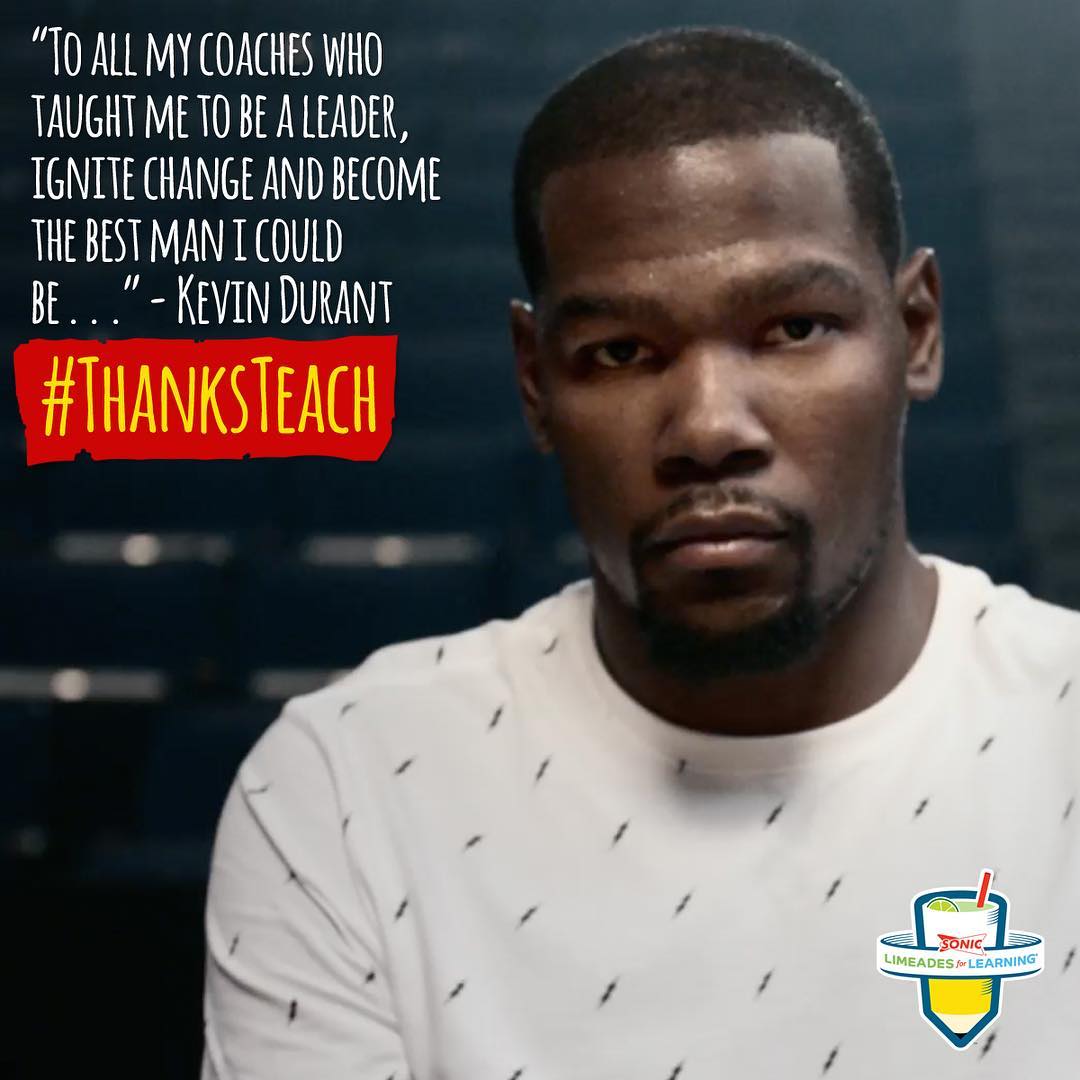 “To all my coaches who
taught me to be a leader,
ignite change and become
the best man I could
be . . .” - Kevin Durant
#ThanksTeach
SONIC
LIMEADES for LEARNING®